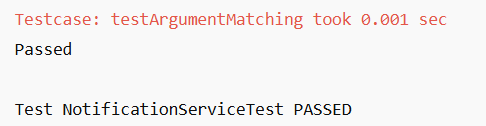 Testcase: testArgumentMatching took 0.001 sec
Passed
Test NotificationServiceTest PASSED